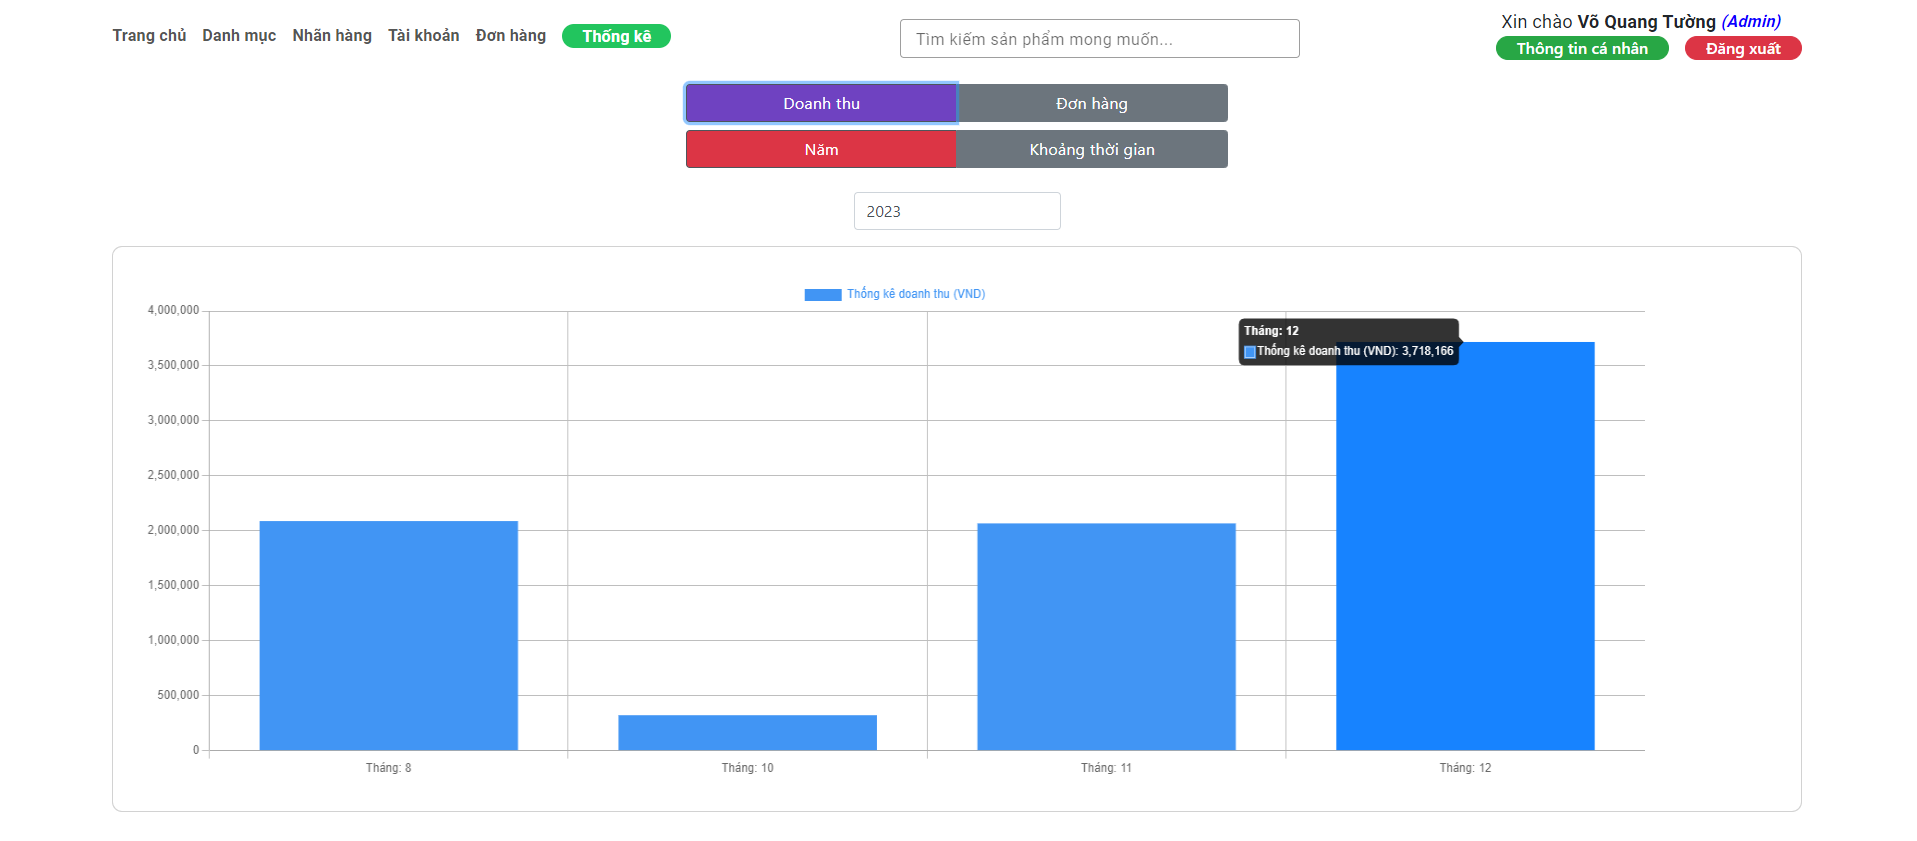 Trang chủ Danh mục Nhãn hàng Tài khoản Đơn hàng Thống kê
Tìm kiếm sản phẩm mong muốn...
Xin chào Võ Quang Tường (Admin)
Thông tin cá nhân Đăng xuất
Doanh thu Đơn hàng
Năm Khoảng thời gian
2023
Thống kê doanh thu (VND)
4,000,000
3,500,000
3,000,000
2,500,000
2,000,000
1,500,000
1,000,000
500,000
0
Tháng: 12
Thống kê doanh thu (VND): 3,718,166
Tháng: 8 Tháng: 10 Tháng: 11 Tháng: 12